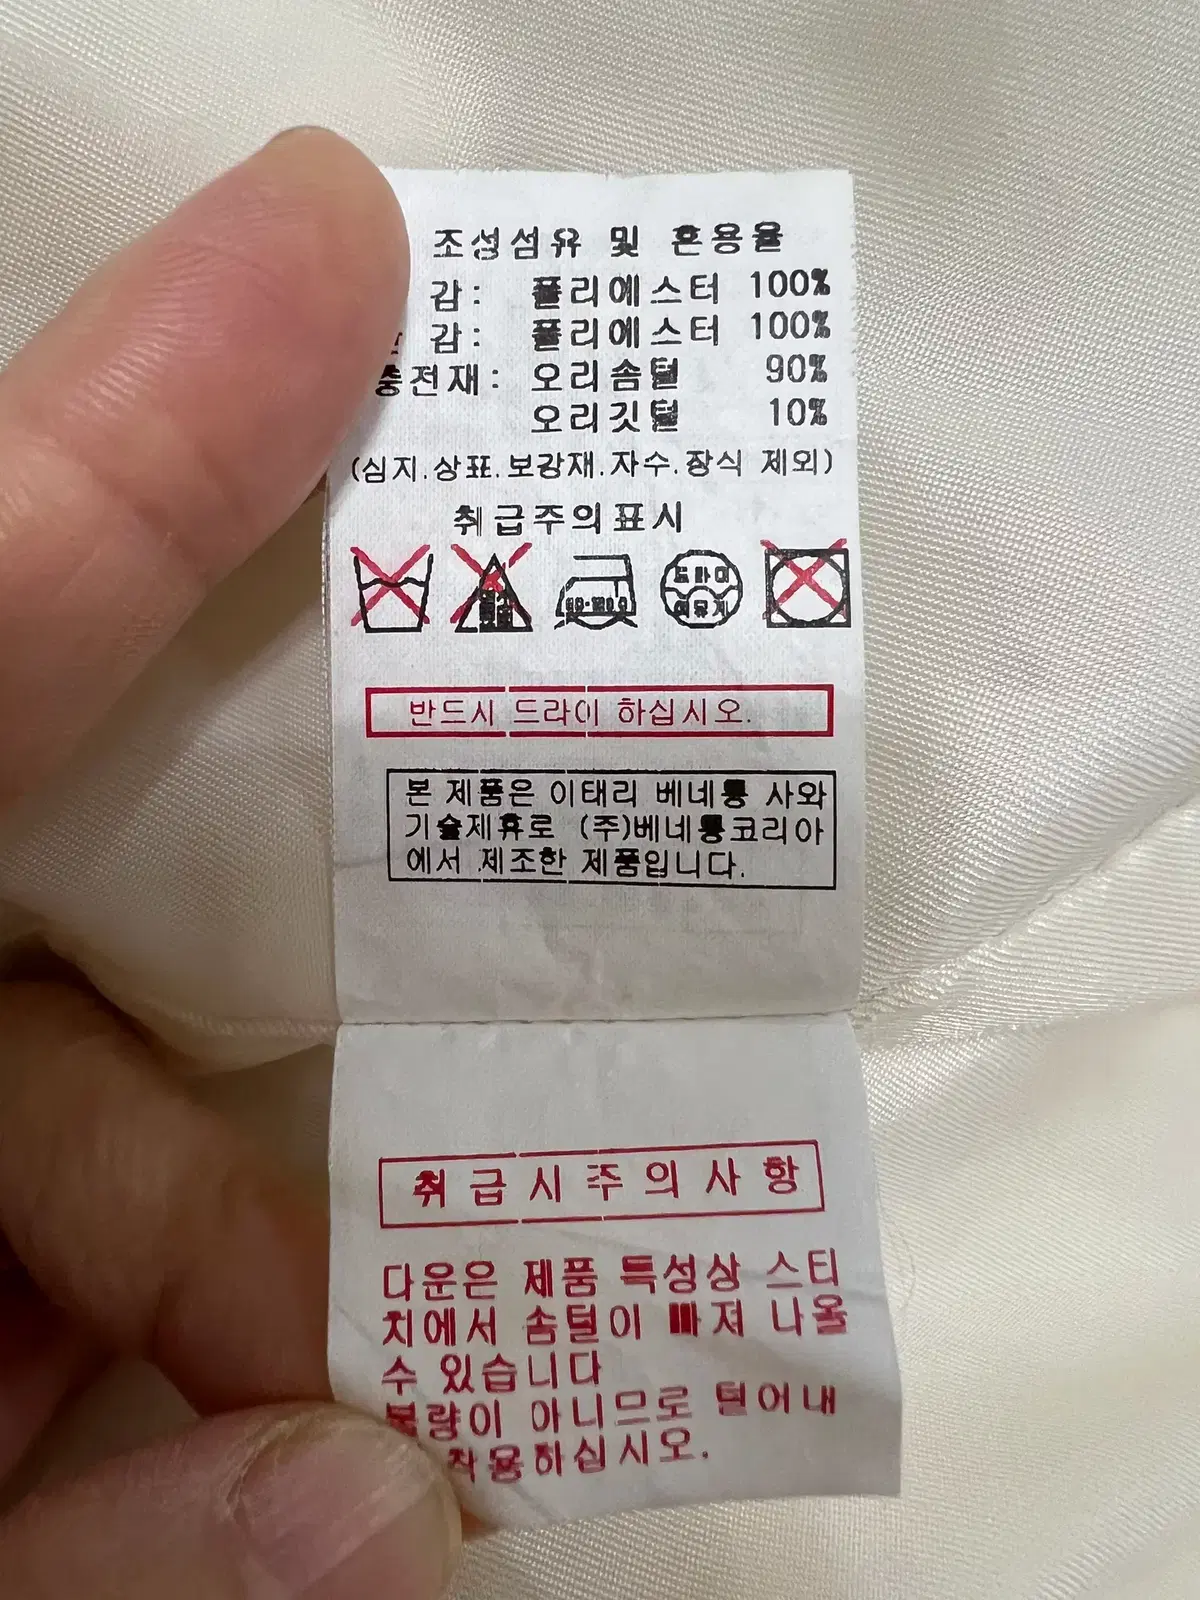 조성섬유 및 혼용율
감: 폴리에스터 100%
감: 폴리에스터 100%
충전재: 오리솜털 90%
오리깃털 10%
(심지.상표.보강재.자수.장식 제외)
취급주의표시
드라이
석유계
반드시 드라이 하십시오.
본 제품은 이태리 베네통 사와
기술제휴로 (주)베네통코리아
에서 제조한 제품입니다.
취급시주의사항
다운은 제품 특성상 스티
치에서 솜털이 빠져 나올
수 있습니다
불량이 아니므로 털어내
착용하십시오.